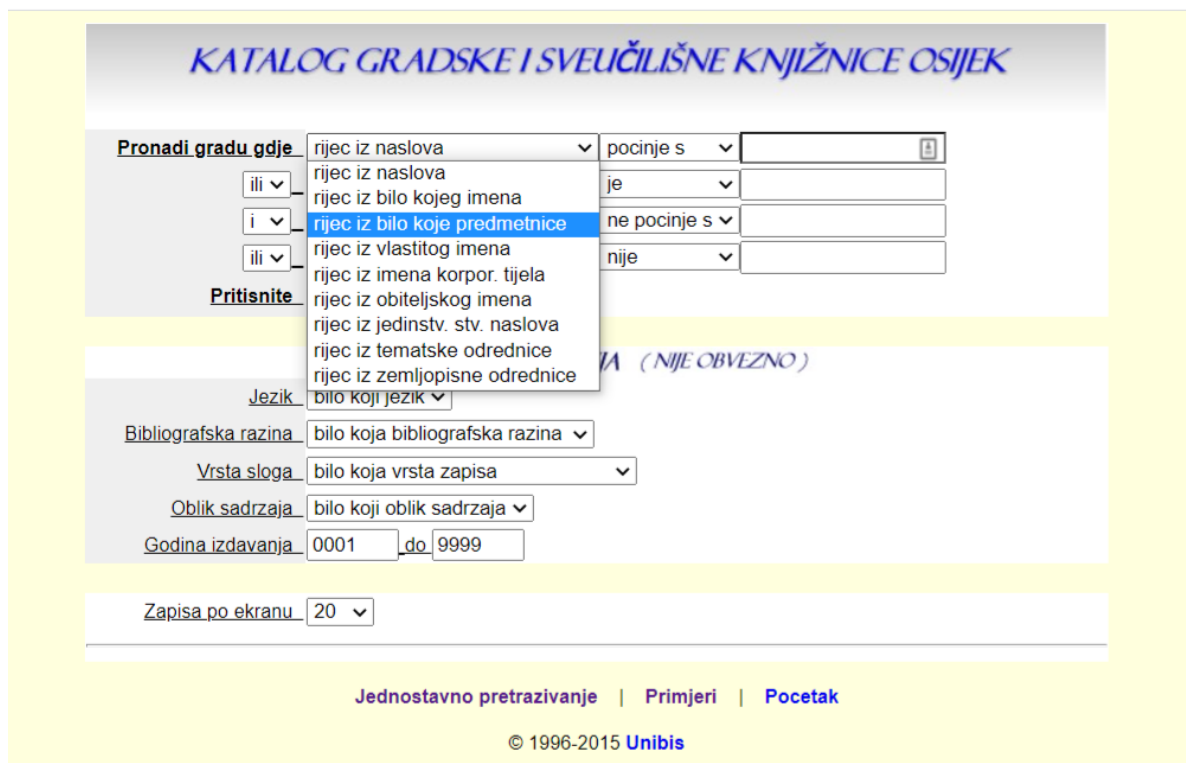 KATALOG GRADSKE I SVEUČILIŠNE KNJIŽNICE OSIJEK
Pronadi gradu gdje rijec iz naslova pocinje s
rijec iz naslova
ili je
rijec iz bilo kojeg imena
i rijec iz bilo koje predmetnice ne pocinje s
rijec iz vlastitog imena
ili nije
rijec iz imena korpor. tijela
Pritisnite rijec iz obiteljskog imena
rijec iz jedinstv. stv. naslova
rijec iz tematske odrednice
( NIJE OBVEZNO )
rijec iz zemljopisne odrednice
Jezik bilo koji jezik
Bibliografska razina bilo koja bibliografska razina
Vrsta sloga bilo koja vrsta zapisa
Oblik sadrzaja bilo koji oblik sadrzaja
Godina izdavanja 0001 do 9999
Zapisa po ekranu 20
Jednostavno pretrazivanje | Primjeri | Pocetak
© 1996-2015 Unibis